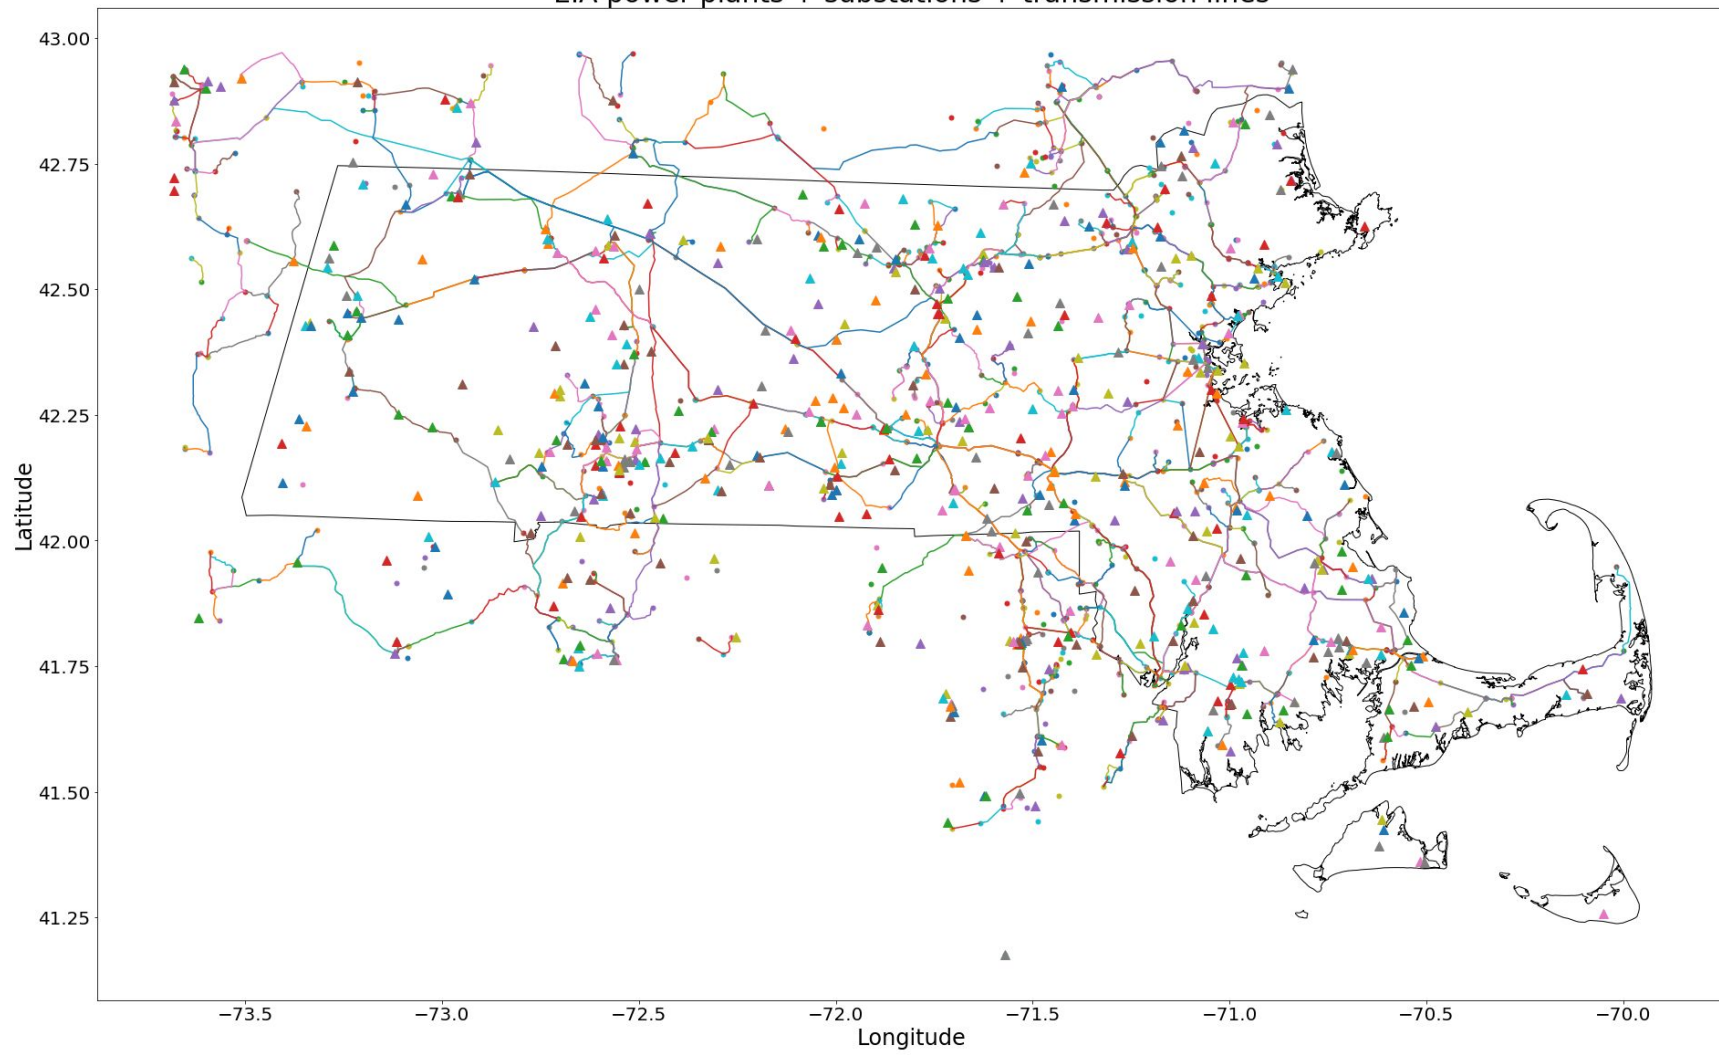 EIA power plants + substations + transmission lines
43.00
42.75
42.50
42.25
42.00
41.75
41.50
41.25
Latitude
−73.5 −73.0 −72.5 −72.0 −71.5 −71.0 −70.5 −70.0
Longitude